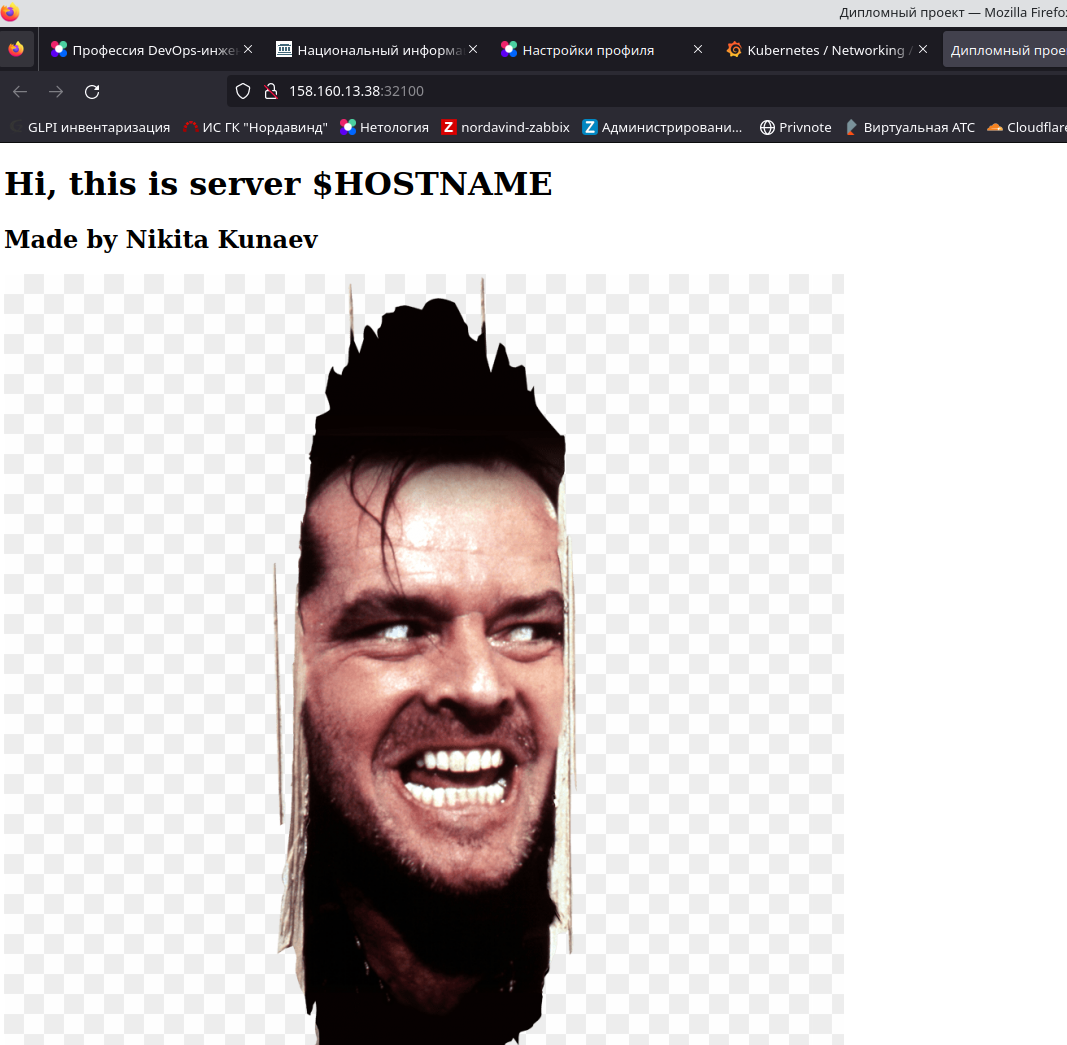 Дипломный проект — Mozilla Firefo
Профессия DevOps-инже
Национальный информа
Настройки профиля
Kubernetes / Networking /
Дипломный прое
158.160.13.38:32100
GLPI инвентаризация
ИС ГК "Нордавинд"
Нетология
nordavind-zabbix
Администрировани...
Privnote
Виртуальная АТС
Cloudflare
Hi, this is server $HOSTNAME
Made by Nikita Kunaev